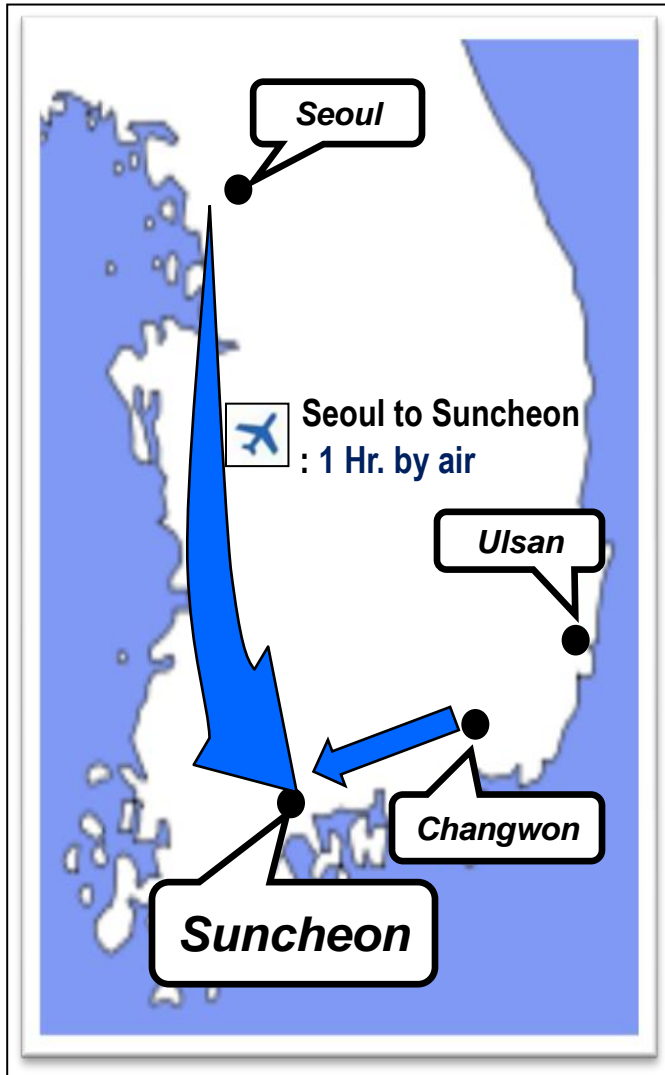 Seoul
Seoul to Suncheon
: 1 Hr. by air
Ulsan
Changwon
Suncheon